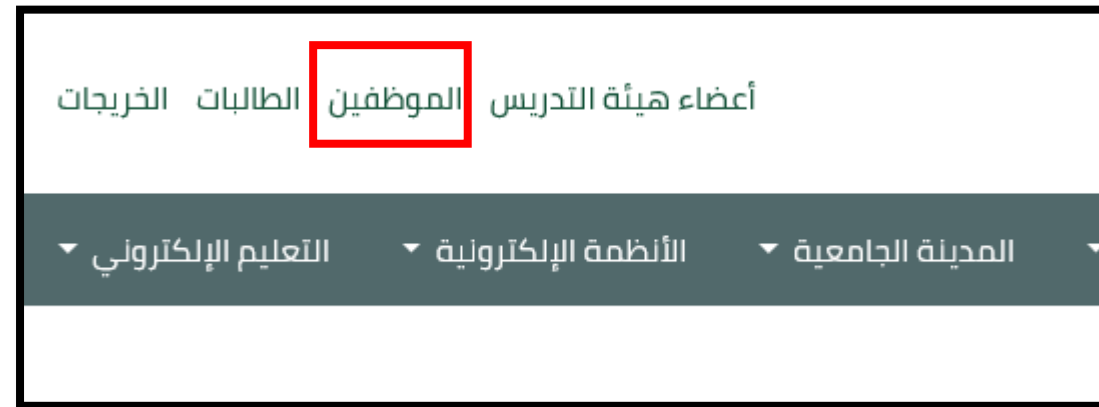 أعضاء هيئة التدريس الموظفين الطالبات الخريجات
المدينة الجامعية الأنظمة الإلكترونية التعليم الإلكتروني